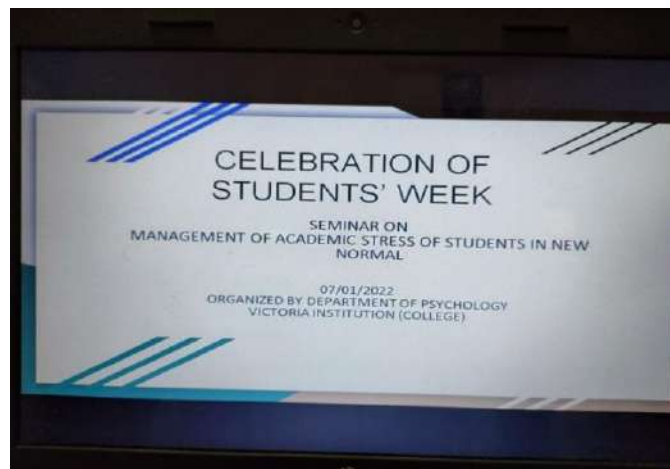 CELEBRATION OF
STUDENTS' WEEK
SEMINAR ON
MANAGEMENT OF ACADEMIC STRESS OF STUDENTS IN NEW
NORMAL
07/01/2022
ORGANIZED BY DEPARTMENT OF PSYCHOLOGY
VICTORIA INSTITUTION (COLLEGE)